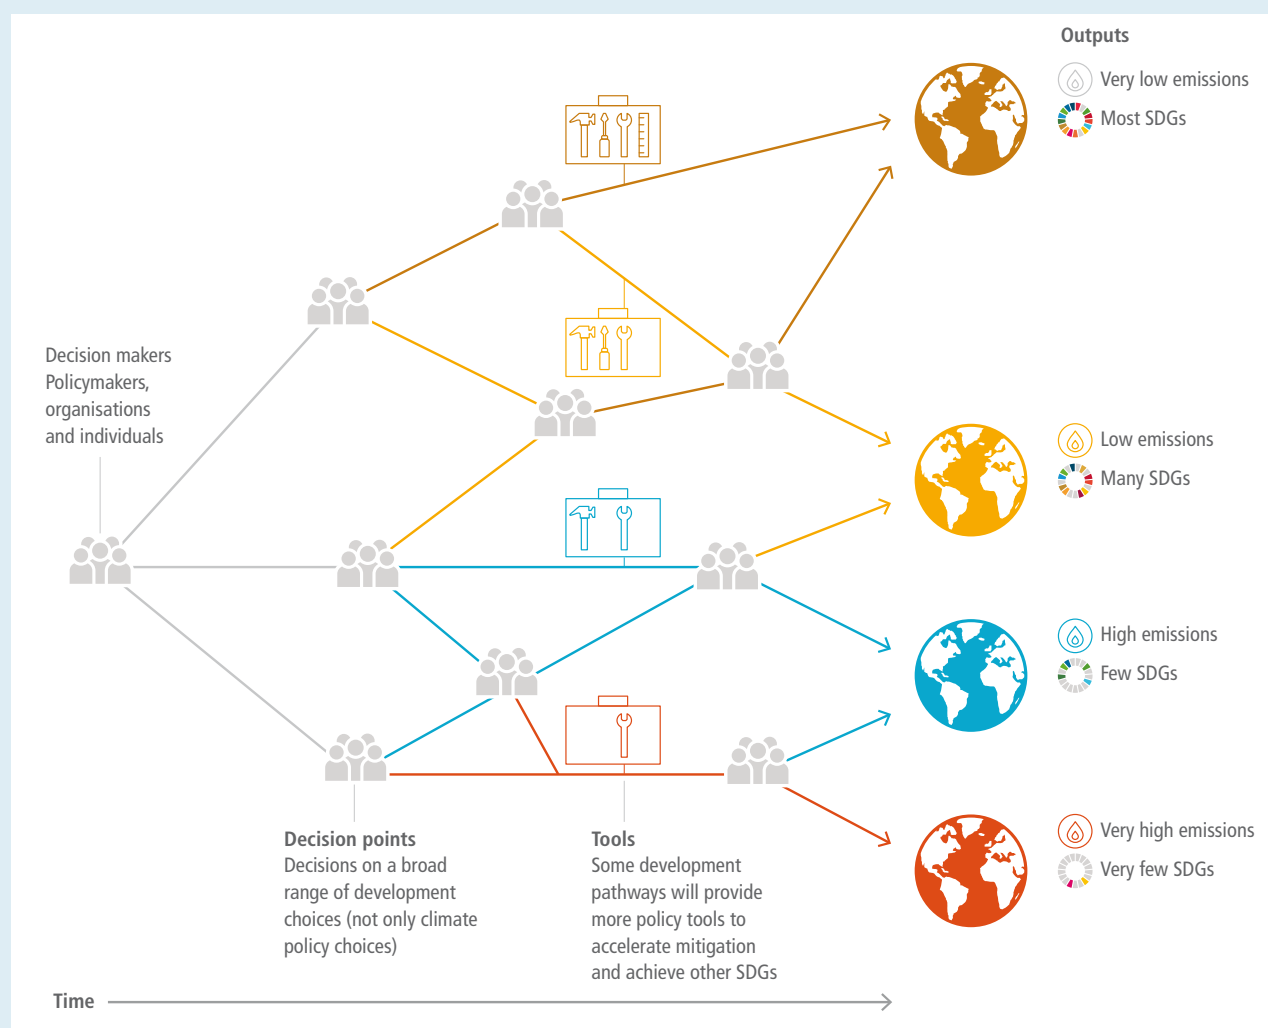 Outputs
Very low emissions
Most SDGs
Decision makers
Policymakers,
organisations
and individuals
Low emissions
Many SDGs
High emissions
Few SDGs
Very high emissions
Very few SDGs
Decision points
Decisions on a broad
range of development
choices (not only climate
policy choices)
Tools
Some development
pathways will provide
more policy tools to
accelerate mitigation
and achieve other SDGs
Time